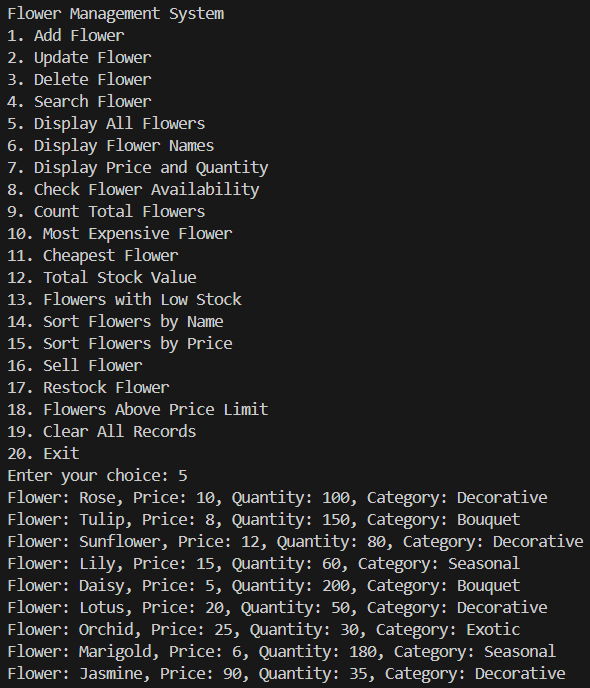 Flower Management System
1. Add Flower
2. Update Flower
3. Delete Flower
4. Search Flower
5. Display All Flowers
6. Display Flower Names
7. Display Price and Quantity
8. Check Flower Availability
9. Count Total Flowers
10. Most Expensive Flower
11. Cheapest Flower
12. Total Stock Value
13. Flowers with Low Stock
14. Sort Flowers by Name
15. Sort Flowers by Price
16. Sell Flower
17. Restock Flower
18. Flowers Above Price Limit
19. Clear All Records
20. Exit
Enter your choice: 5
Flower: Rose, Price: 10, Quantity: 100, Category: Decorative
Flower: Tulip, Price: 8, Quantity: 150, Category: Bouquet
Flower: Sunflower, Price: 12, Quantity: 80, Category: Decorative
Flower: Lily, Price: 15, Quantity: 60, Category: Seasonal
Flower: Daisy, Price: 5, Quantity: 200, Category: Bouquet
Flower: Lotus, Price: 20, Quantity: 50, Category: Decorative
Flower: Orchid, Price: 25, Quantity: 30, Category: Exotic
Flower: Marigold, Price: 6, Quantity: 180, Category: Seasonal
Flower: Jasmine, Price: 90, Quantity: 35, Category: Decorative